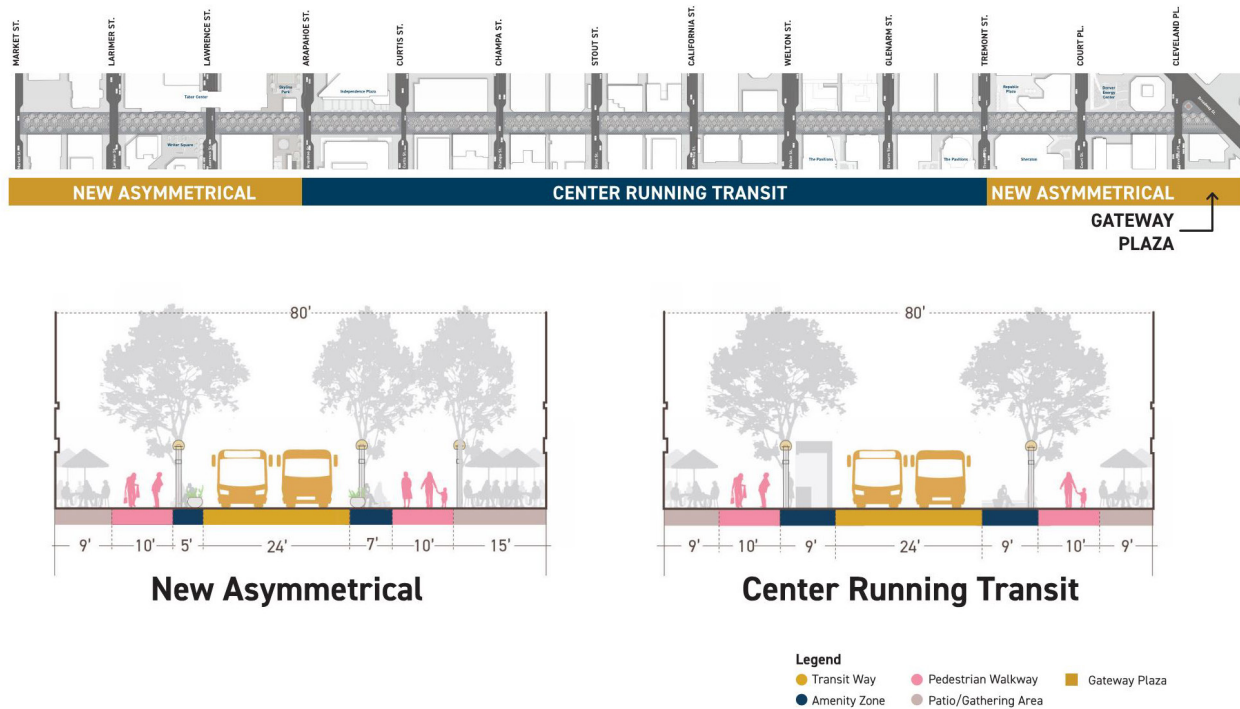 MARKET ST.
LARIMER ST.
LAWRENCE ST.
ARAPAHOE ST.
CURTIS ST.
CHAMPA ST.
STOUT ST.
CALIFORNIA ST.
WELTON ST.
GLENARM ST.
TREMONT ST.
COURT PL.
CLEVELAND PL.
Tabor Center
Skyline
Park
Independence Plaza
Republic
Plaza
Denver
Energy
Center
Writer Square
The Pavilions
The Pavilions
Sheraton
NEW ASYMMETRICAL
CENTER RUNNING TRANSIT
NEW ASYMMETRICAL
GATEWAY
PLAZA
80'
9' 10' 5' 24' 7' 10' 15'
New Asymmetrical
80'
9' 10' 9' 24' 9' 10' 9'
Center Running Transit
Legend
Transit Way
Pedestrian Walkway
Gateway Plaza
Amenity Zone
Patio/Gathering Area